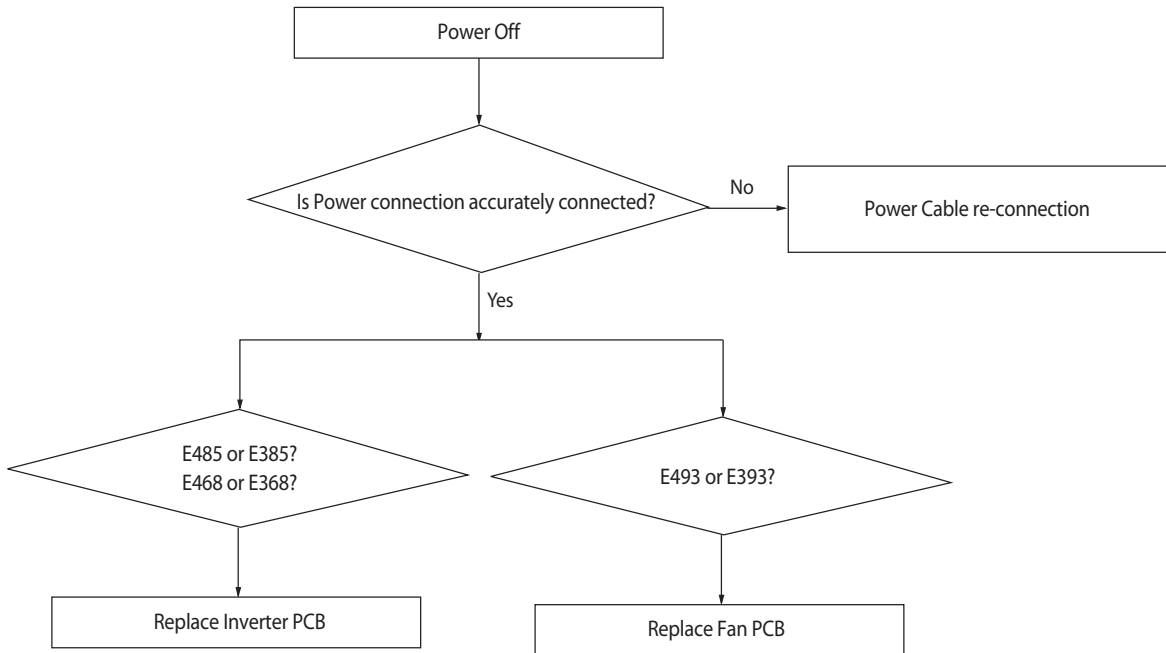 Power Off
Is Power connection accurately connected?
No
Power Cable re-connection
Yes
E485 or E385?
E468 or E368?
E493 or E393?
Replace Inverter PCB
Replace Fan PCB